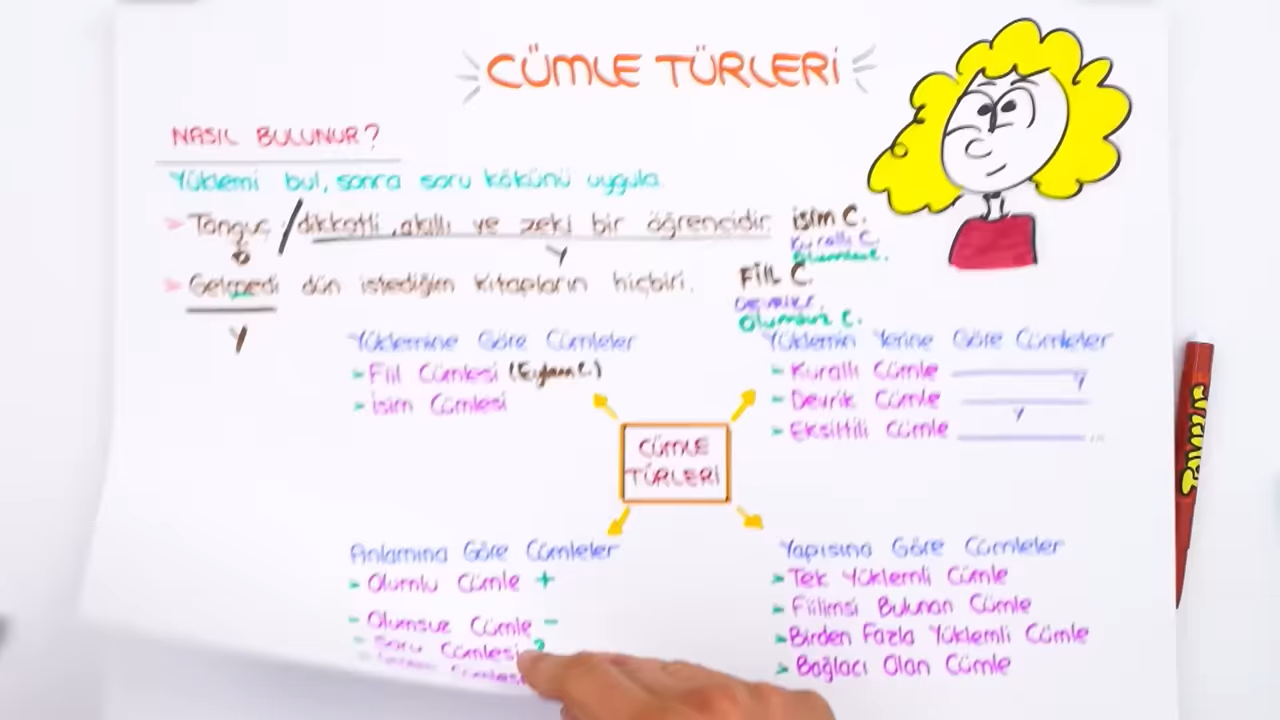 CÜMLE TÜRLERİ
NASIL BULUNUR?
Yüklemi bul, sonra soru kökünü uygula.
Tonguç / dikkatli, akıllı ve zeki bir öğrencidir. İSİM C.
Ö
Y
Kurallı C.
Gelmedi dün istediğim kitapların hiçbiri. FİİL C.
Y
Devrik
Olumsuz C.
Yüklemine Göre Cümleler
Fiil Cümlesi (Eylem C.)
İsim Cümlesi
Yüklemin Yerine Göre Cümleler
Kurallı Cümle Y
Devrik Cümle Y
Eksiltili Cümle ...
CÜMLE
TÜRLERİ
Anlamına Göre Cümleler
Olumlu Cümle +
Olumsuz Cümle -
Soru Cümlesi ?
Yapısına Göre Cümleler
Tek Yüklemli Cümle
Fiilimsi Bulunan Cümle
Birden Fazla Yüklemli Cümle
Bağlacı Olan Cümle